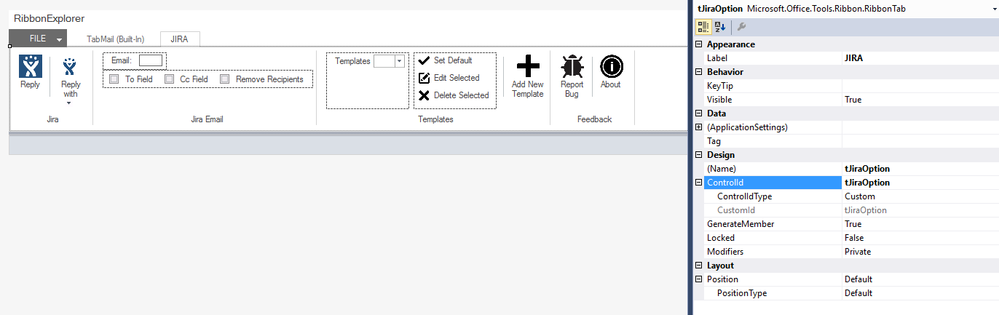 RibbonExplorer
FILE TabMail (Built-In) JIRA
Reply
Reply with
Jira
Email:
To Field Cc Field Remove Recipients
Jira Email
Templates
Set Default
Edit Selected
Delete Selected
Add New Template
Templates
Report Bug
About
Feedback
tJiraOption Microsoft.Office.Tools.Ribbon.RibbonTab
Appearance
Label JIRA
Behavior
KeyTip
Visible True
Data
(ApplicationSettings)
Tag
Design
(Name) tJiraOption
ControlId tJiraOption
ControlIdType Custom
CustomId tJiraOption
GenerateMember True
Locked False
Modifiers Private
Layout
Position Default
PositionType Default